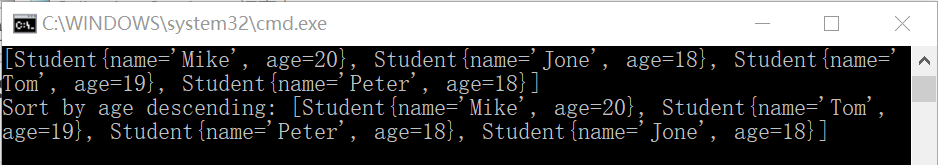 C:\WINDOWS\system32\cmd.exe
[Student{name='Mike', age=20}, Student{name='Jone', age=18}, Student{name='
Tom', age=19}, Student{name='Peter', age=18}]
Sort by age descending: [Student{name='Mike', age=20}, Student{name='Tom',
age=19}, Student{name='Peter', age=18}, Student{name='Jone', age=18}]